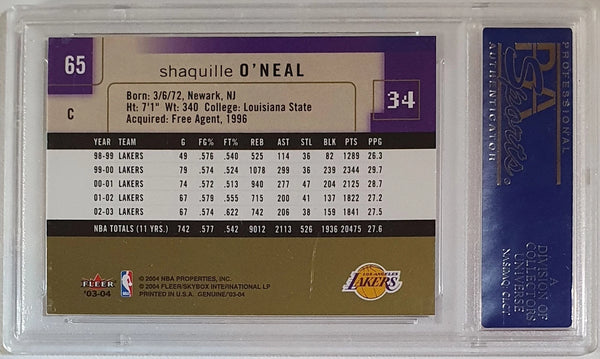 65
shaquille O'NEAL
C
Born: 3/6/72, Newark, NJ
Ht: 7'1" Wt: 340 College: Louisiana State
Acquired: Free Agent, 1996
34
YEAR TEAM G FG% FT% REB AST STL BLK PTS PPG
98-99 LAKERS 49 .576 .540 525 114 36 82 1289 26.3
99-00 LAKERS 79 .574 .524 1078 299 36 239 2344 29.7
00-01 LAKERS 74 .572 .513 940 277 47 204 2125 28.7
01-02 LAKERS 67 .579 .555 715 200 41 137 1822 27.2
02-03 LAKERS 67 .574 .622 742 206 38 159 1841 27.5
NBA TOTALS (11 YRS.) 742 .577 .542 9012 2113 526 1936 20475 27.6
FLEER
'03-04
NBA
© 2004 NBA PROPERTIES, INC.
© 2004 FLEER/SKYBOX INTERNATIONAL LP
PRINTED IN U.S.A. GENUINE/'03-04
LOS ANGELES
LAKERS
PROFESSIONAL
PSA
Sports
AUTHENTICATOR
DIVISION OF
COLLECTORS
UNIVERSE
NASDAQ: CLCT